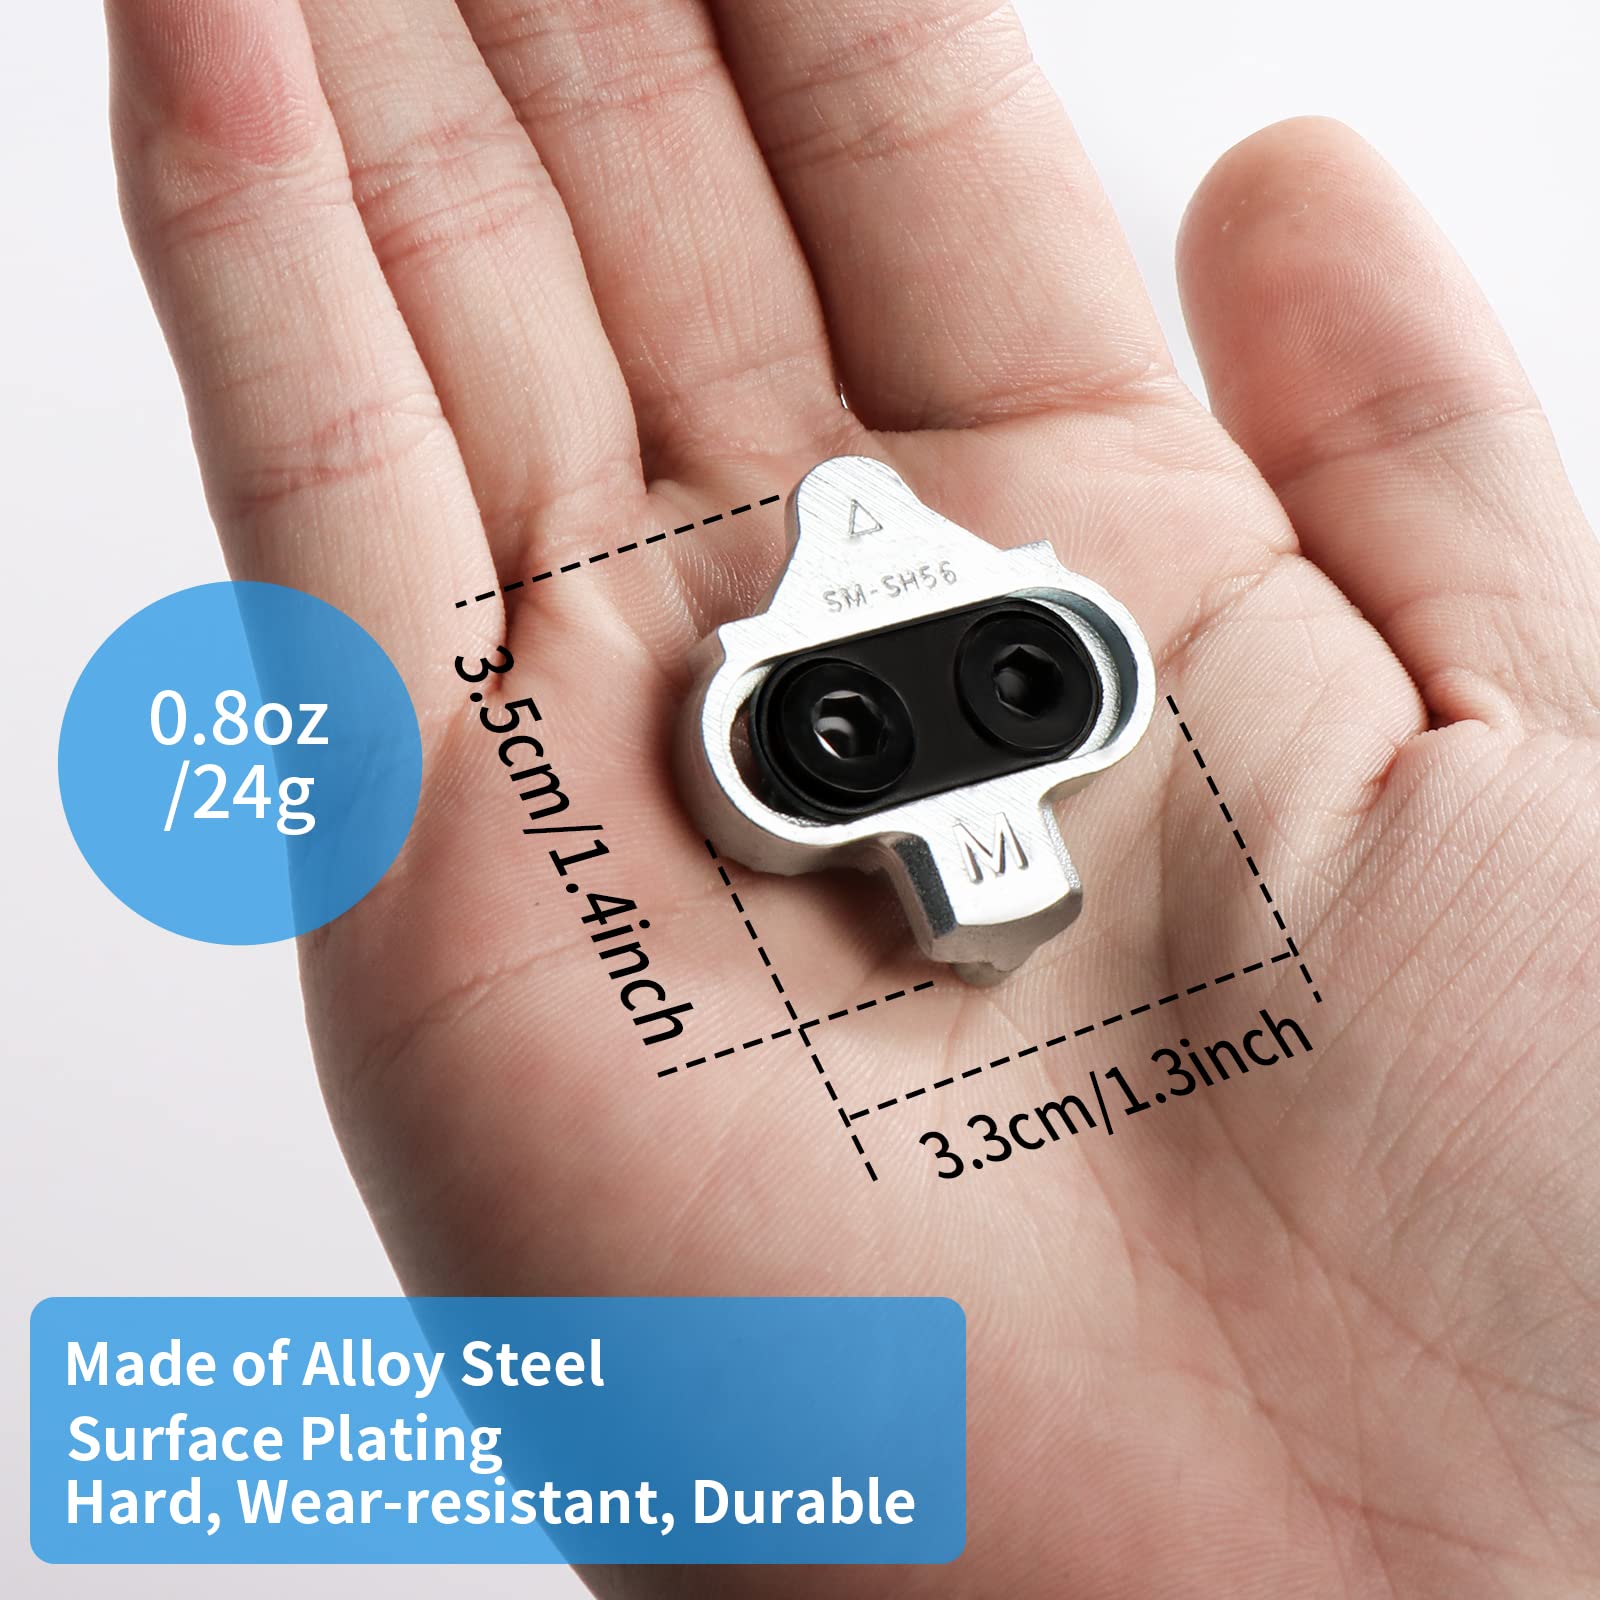 SM-SH56
M
0.8oz
/24g
3.5cm/1.4inch
3.3cm/1.3inch
Made of Alloy Steel
Surface Plating
Hard, Wear-resistant, Durable